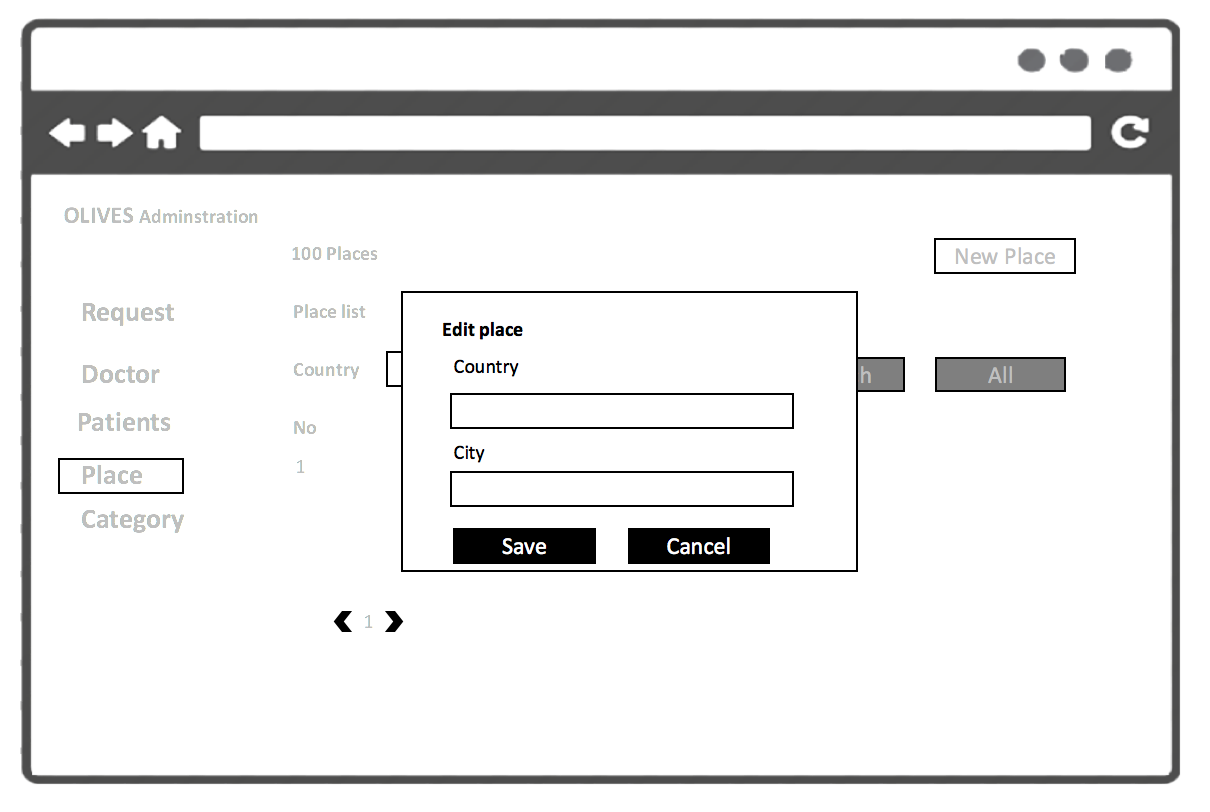 OLIVES Adminstration
100 Places
New Place
Request
Place list
Edit place
Country
Doctor
Country
h
All
Patients
No
City
Place
1
Category
Save
Cancel
1